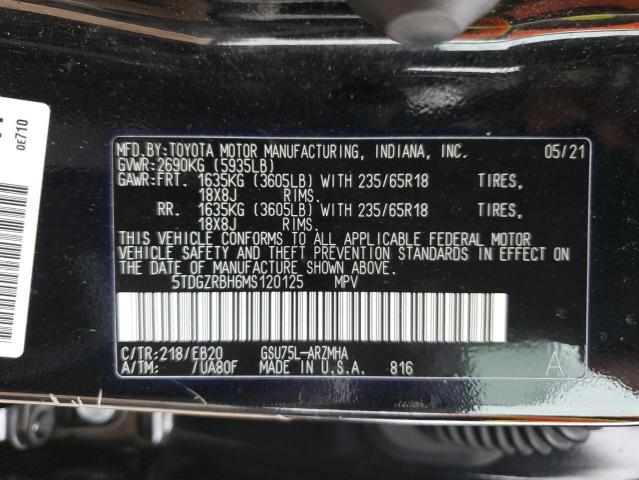 0E710
MFD.BY:TOYOTA MOTOR MANUFACTURING, INDIANA, INC. 05/21
GVWR:2690KG (5935LB)
GAWR:FRT. 1635KG (3605LB) WITH 235/65R18 TIRES,
18X8J RIMS.
RR. 1635KG (3605LB) WITH 235/65R18 TIRES,
18X8J RIMS.
THIS VEHICLE CONFORMS TO ALL APPLICABLE FEDERAL MOTOR
VEHICLE SAFETY AND THEFT PREVENTION STANDARDS IN EFFECT ON
THE DATE OF MANUFACTURE SHOWN ABOVE.
5TDGZRBH6MS120125 MPV
C/TR:218/EB20 GSU75L-ARZMHA
A/TM: /UA80F MADE IN U.S.A. 816 A